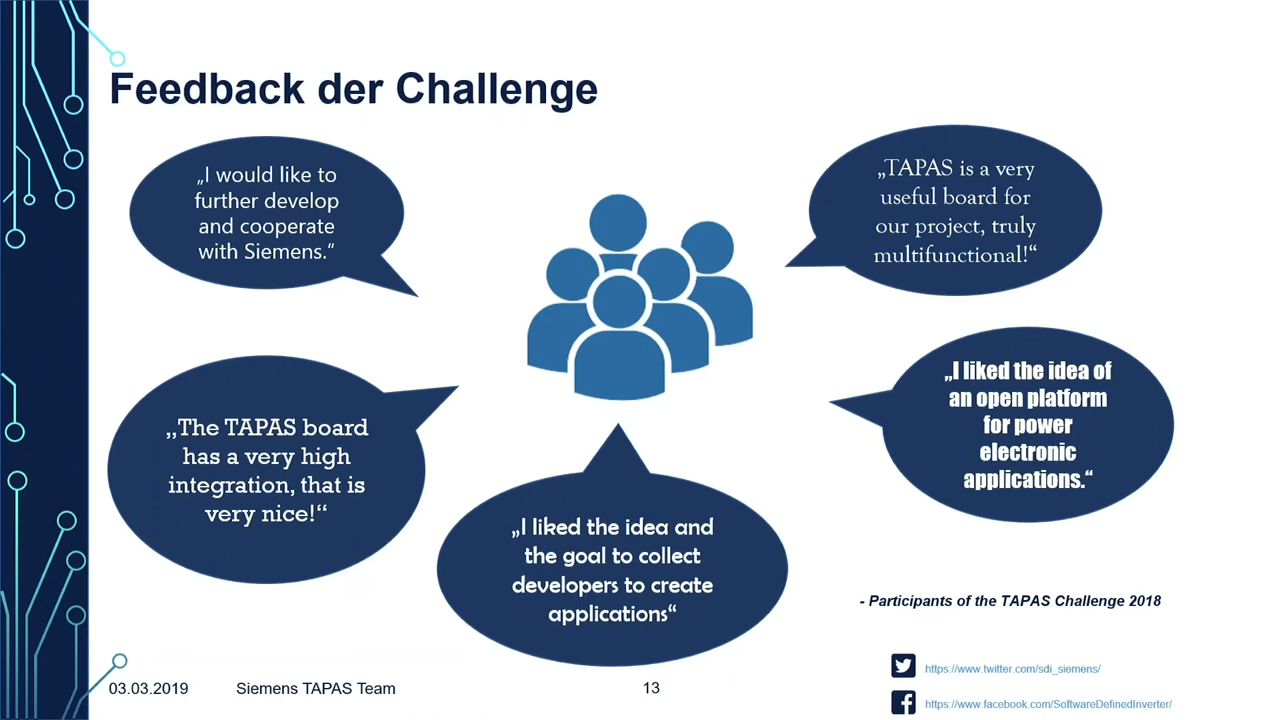 Feedback der Challenge
„I would like to
further develop
and cooperate
with Siemens.“
„TAPAS is a very
useful board for
our project, truly
multifunctional!“
„The TAPAS board
has a very high
integration, that is
very nice!“
„I liked the idea and
the goal to collect
developers to create
applications“
„I liked the idea of
an open platform
for power
electronic
applications.“
- Participants of the TAPAS Challenge 2018
03.03.2019
Siemens TAPAS Team
13
https://www.twitter.com/sdi_siemens/
https://www.facebook.com/SoftwareDefinedInverter/